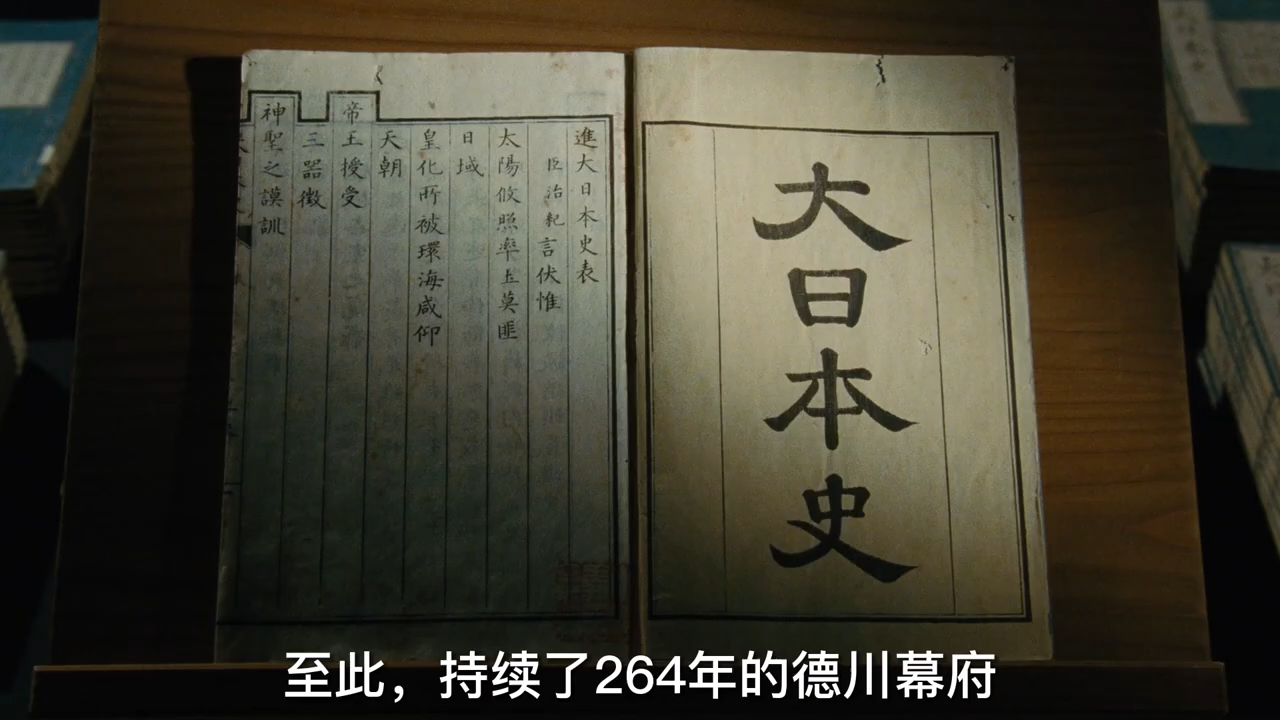 大日本史
進大日本史表
臣治紀言伏惟
太陽攸照率土莫匪
日域
皇化所被環海咸仰
天朝
帝王授受
三器徵
神聖之謨訓
至此，持续了264年的德川幕府